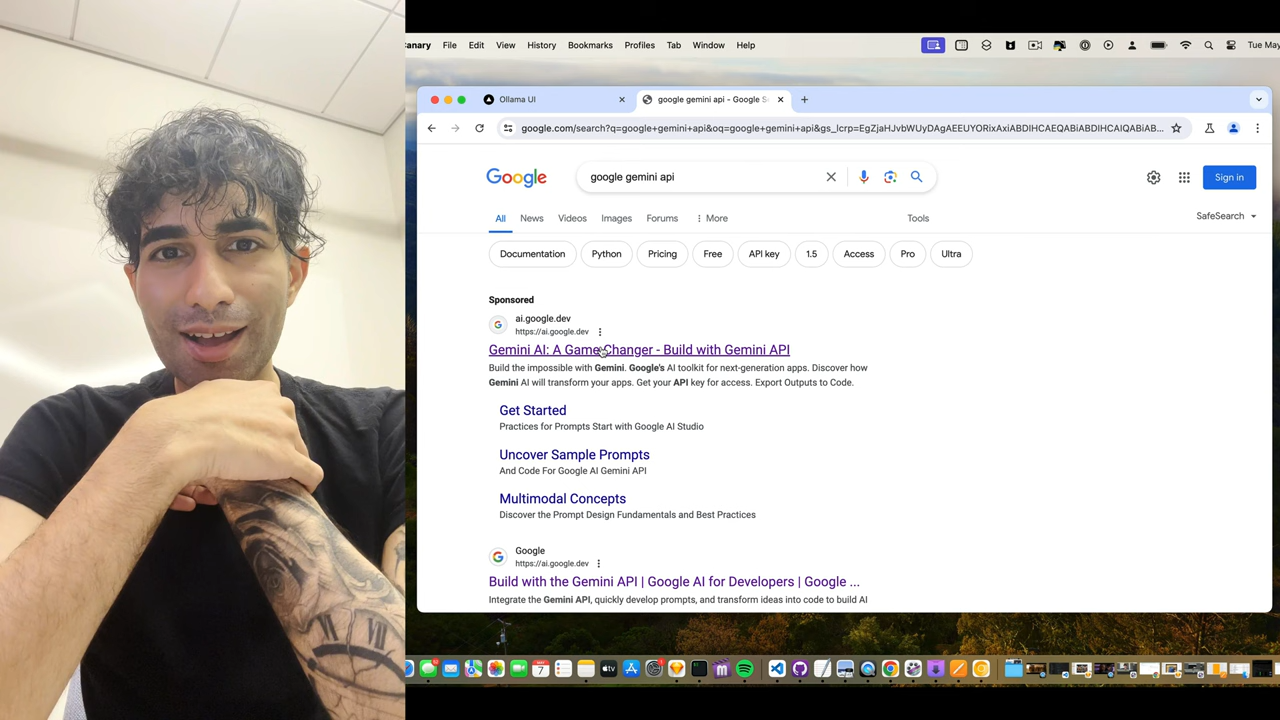 anary File Edit View History Bookmarks Profiles Tab Window Help Tue May
Ollama UI
google gemini api - Google S
google.com/search?q=google+gemini+api&oq=google+gemini+api&gs_lcrp=EgZjaHJvbWUyDAgAEEUYORixAxiABDIHCAEQABiABDIHCAIQABiAB...
Google
google gemini api
Sign in
All News Videos Images Forums More Tools
SafeSearch
Documentation Python Pricing Free API key 1.5 Access Pro Ultra
Sponsored
ai.google.dev
https://ai.google.dev
Gemini AI: A Game Changer - Build with Gemini API
Build the impossible with Gemini. Google's AI toolkit for next-generation apps. Discover how
Gemini AI will transform your apps. Get your API key for access. Export Outputs to Code.
Get Started
Practices for Prompts Start with Google AI Studio
Uncover Sample Prompts
And Code For Google AI Gemini API
Multimodal Concepts
Discover the Prompt Design Fundamentals and Best Practices
Google
https://ai.google.dev
Build with the Gemini API | Google AI for Developers | Google ...
Integrate the Gemini API, quickly develop prompts, and transform ideas into code to build AI
VII